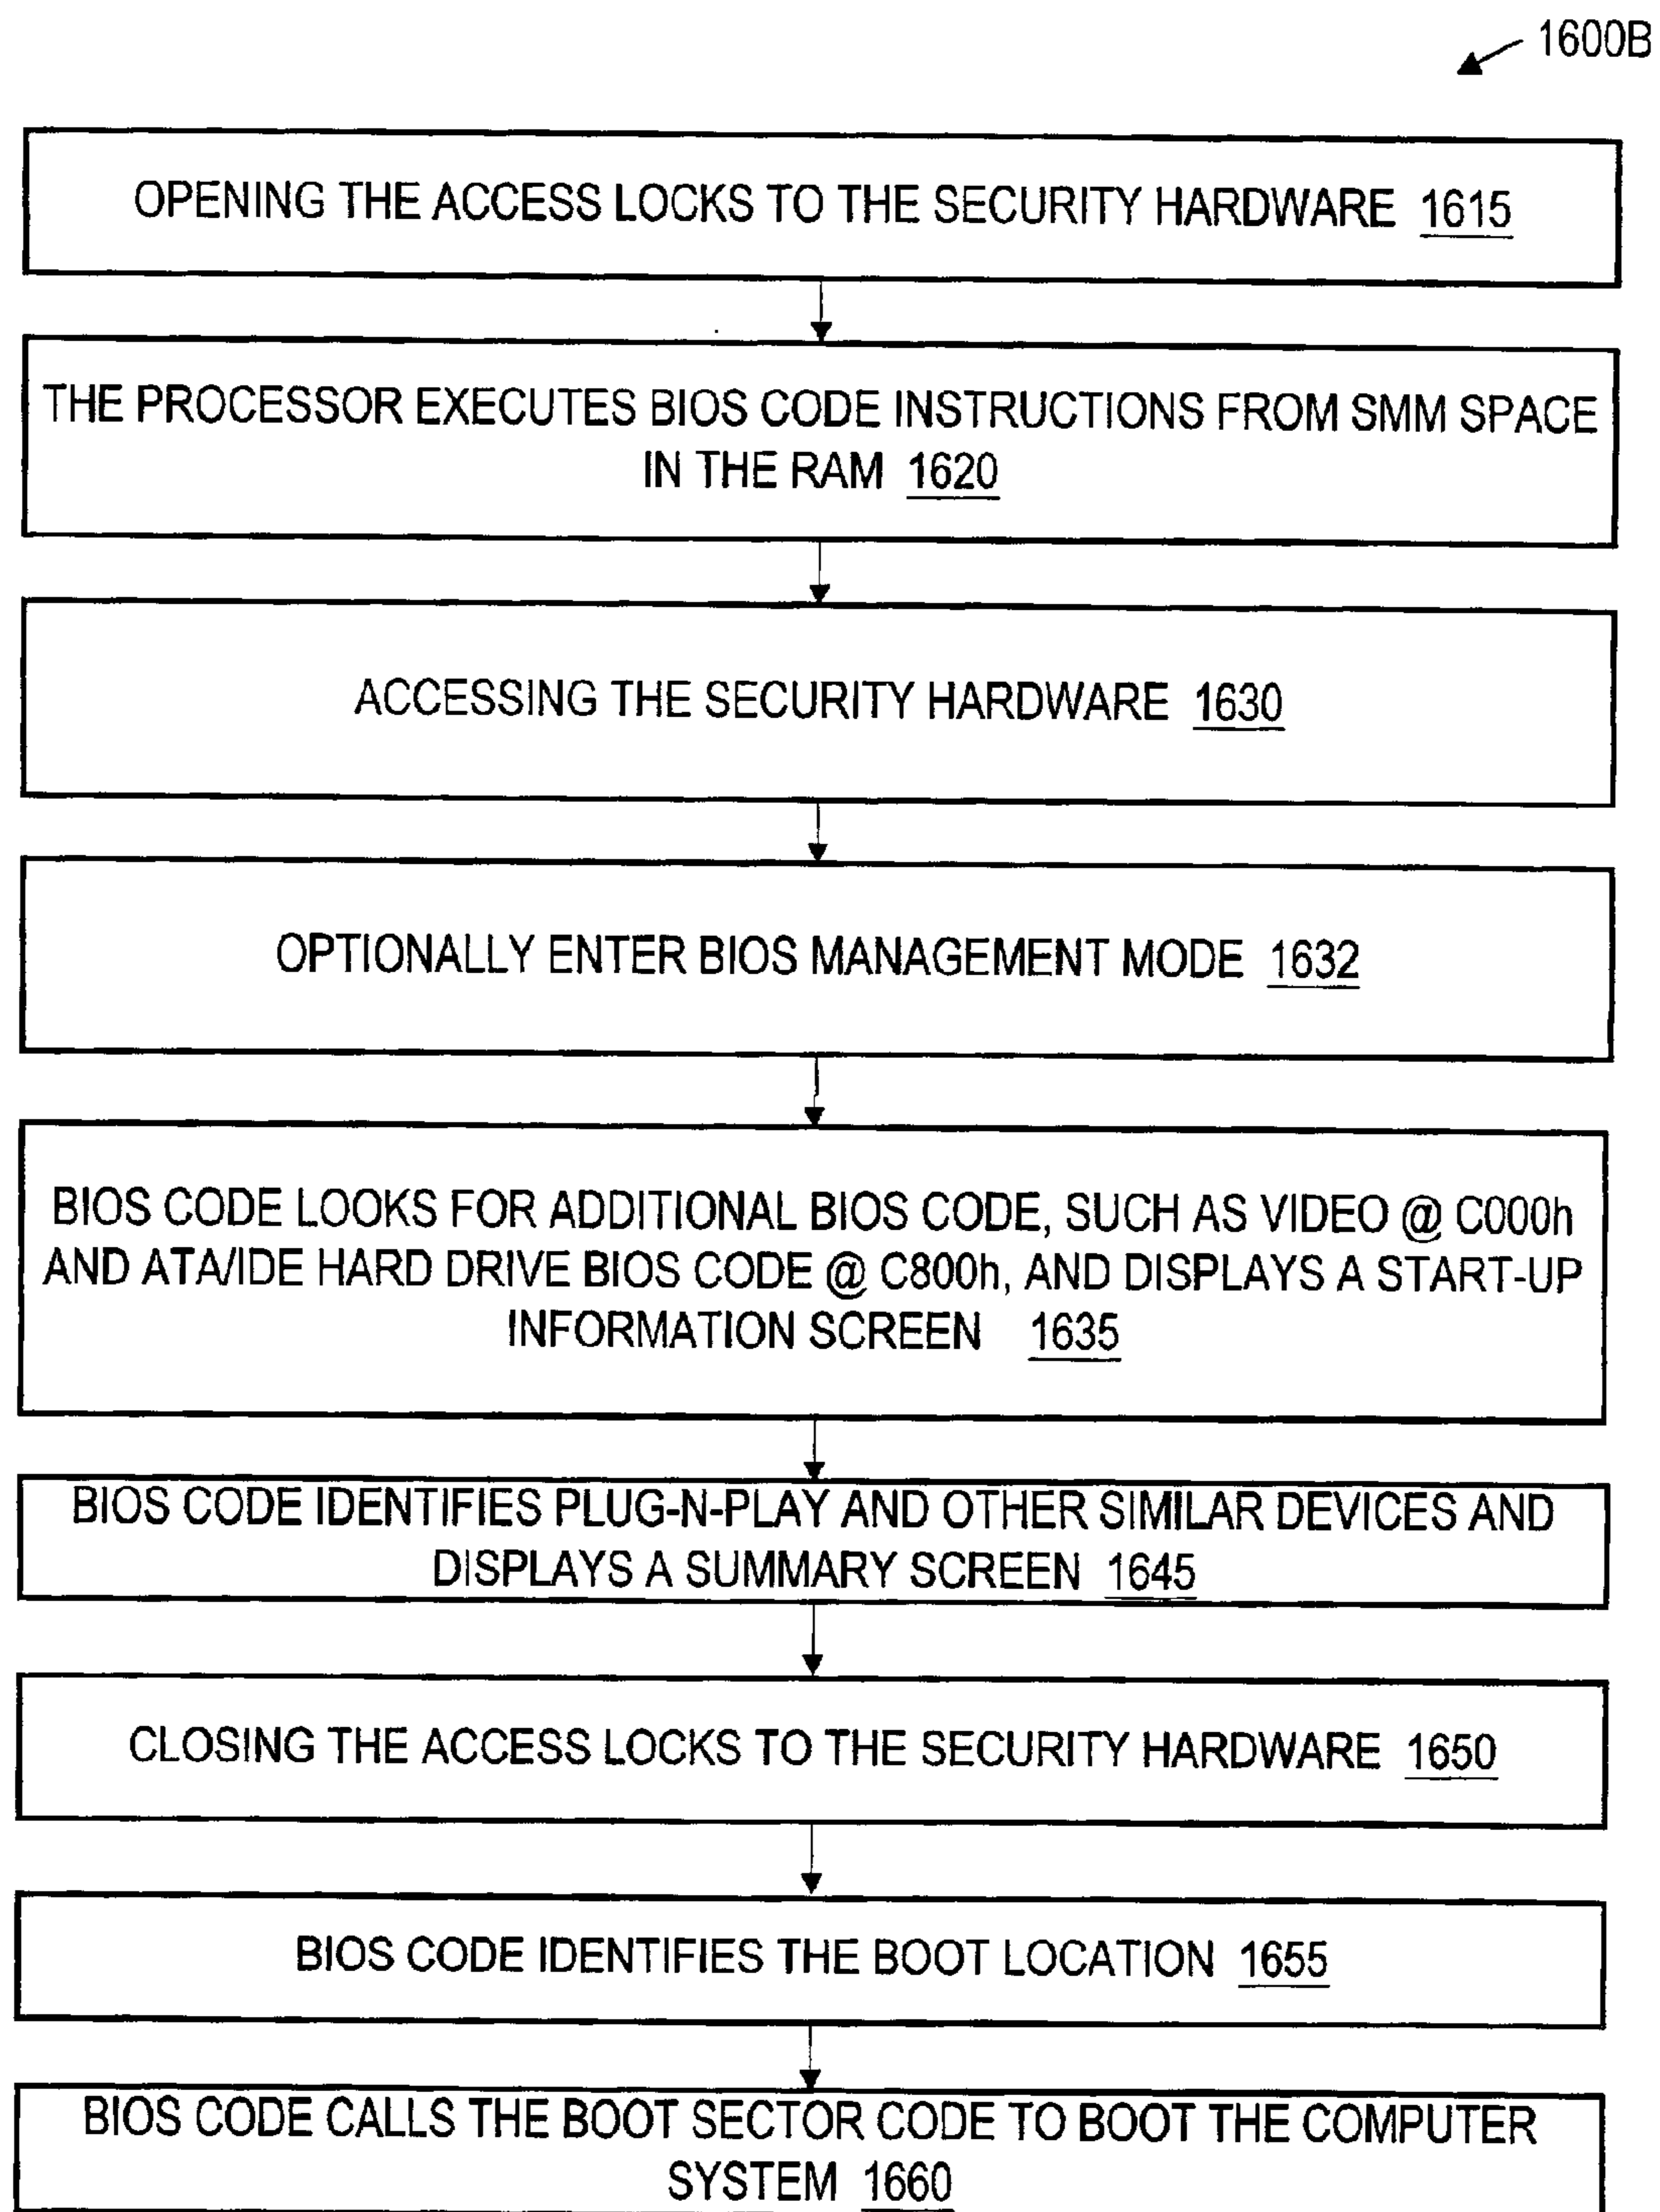 1600B
OPENING THE ACCESS LOCKS TO THE SECURITY HARDWARE 1615
THE PROCESSOR EXECUTES BIOS CODE INSTRUCTIONS FROM SMM SPACE
IN THE RAM 1620
ACCESSING THE SECURITY HARDWARE 1630
OPTIONALLY ENTER BIOS MANAGEMENT MODE 1632
BIOS CODE LOOKS FOR ADDITIONAL BIOS CODE, SUCH AS VIDEO @ C000h
AND ATA/IDE HARD DRIVE BIOS CODE @ C800h, AND DISPLAYS A START-UP
INFORMATION SCREEN 1635
BIOS CODE IDENTIFIES PLUG-N-PLAY AND OTHER SIMILAR DEVICES AND
DISPLAYS A SUMMARY SCREEN 1645
CLOSING THE ACCESS LOCKS TO THE SECURITY HARDWARE 1650
BIOS CODE IDENTIFIES THE BOOT LOCATION 1655
BIOS CODE CALLS THE BOOT SECTOR CODE TO BOOT THE COMPUTER
SYSTEM 1660